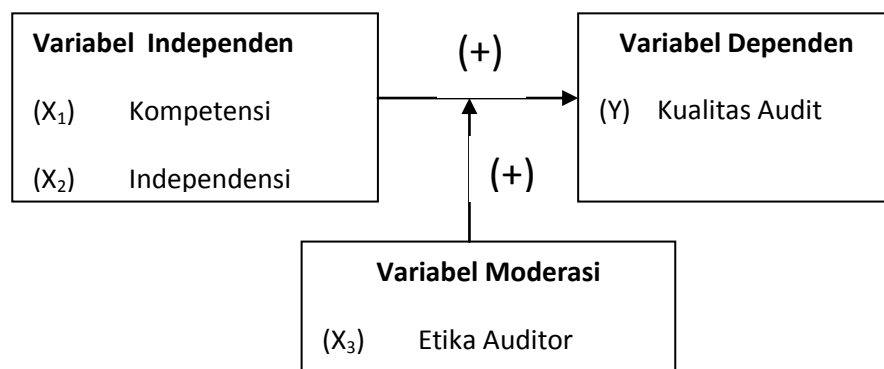 Variabel Independen
(X₁) Kompetensi
(X₂) Independensi
(+)
Variabel Dependen
(Y) Kualitas Audit
(+)
Variabel Moderasi
(X₃) Etika Auditor